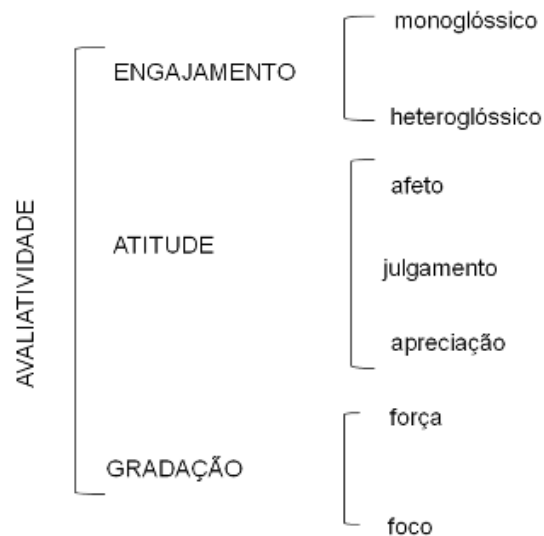 AVALIATIVIDADE
ENGAJAMENTO
monoglóssico
heteroglóssico
ATITUDE
afeto
julgamento
apreciação
GRADAÇÃO
força
foco